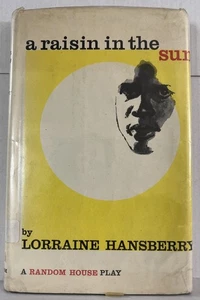 a raisin in the
sun
by
LORRAINE HANSBERRY
A RANDOM HOUSE PLAY